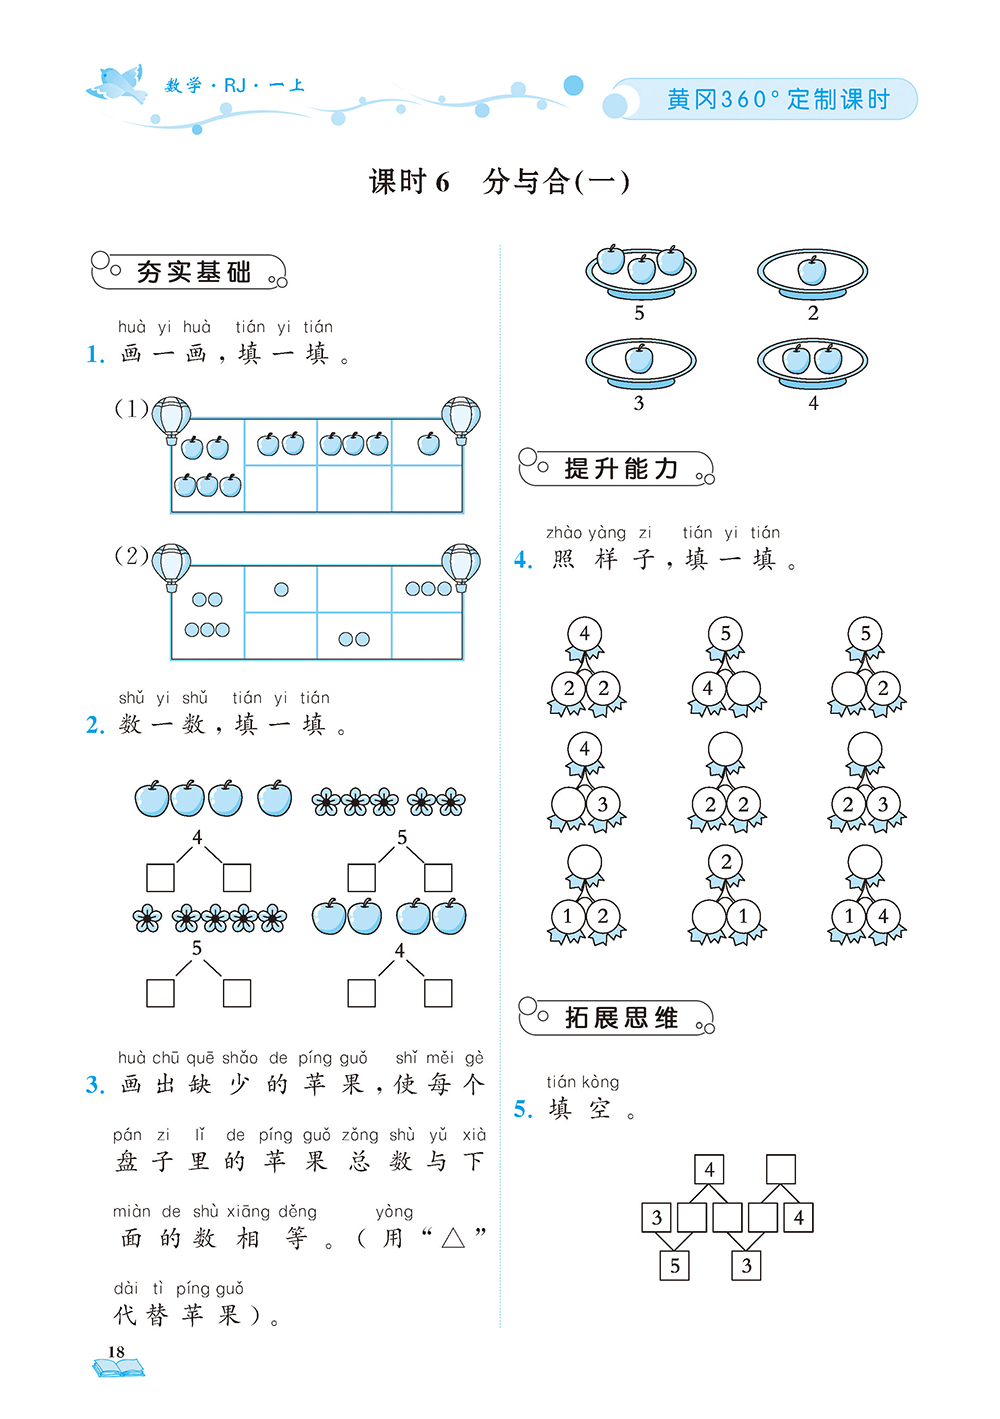 数学·RJ·一上
黄冈360°定制课时
课时6 分与合(一)
夯实基础
huà yi huà tián yi tián
1. 画一画,填一填。
(1)
(2)
shǔ yi shǔ tián yi tián
2. 数一数,填一填。
4 5
5 4
huà chū quē shǎo de píng guǒ shǐ měi gè
3. 画出缺少的苹果,使每个
pán zi lǐ de píng guǒ zǒng shù yǔ xià
盘子里的苹果总数与下
miàn de shù xiāng děng yòng
面的数相等。(用“△”
dài tì píng guǒ
代替苹果)。
5 2
3 4
提升能力
zhào yàng zi tián yi tián
4. 照样子,填一填。
4 5 5
2 2 4 2
4
3 2 2 2 3
2
1 2 1 1 4
拓展思维
tián kòng
5. 填空。
4
3 4
5 3
18